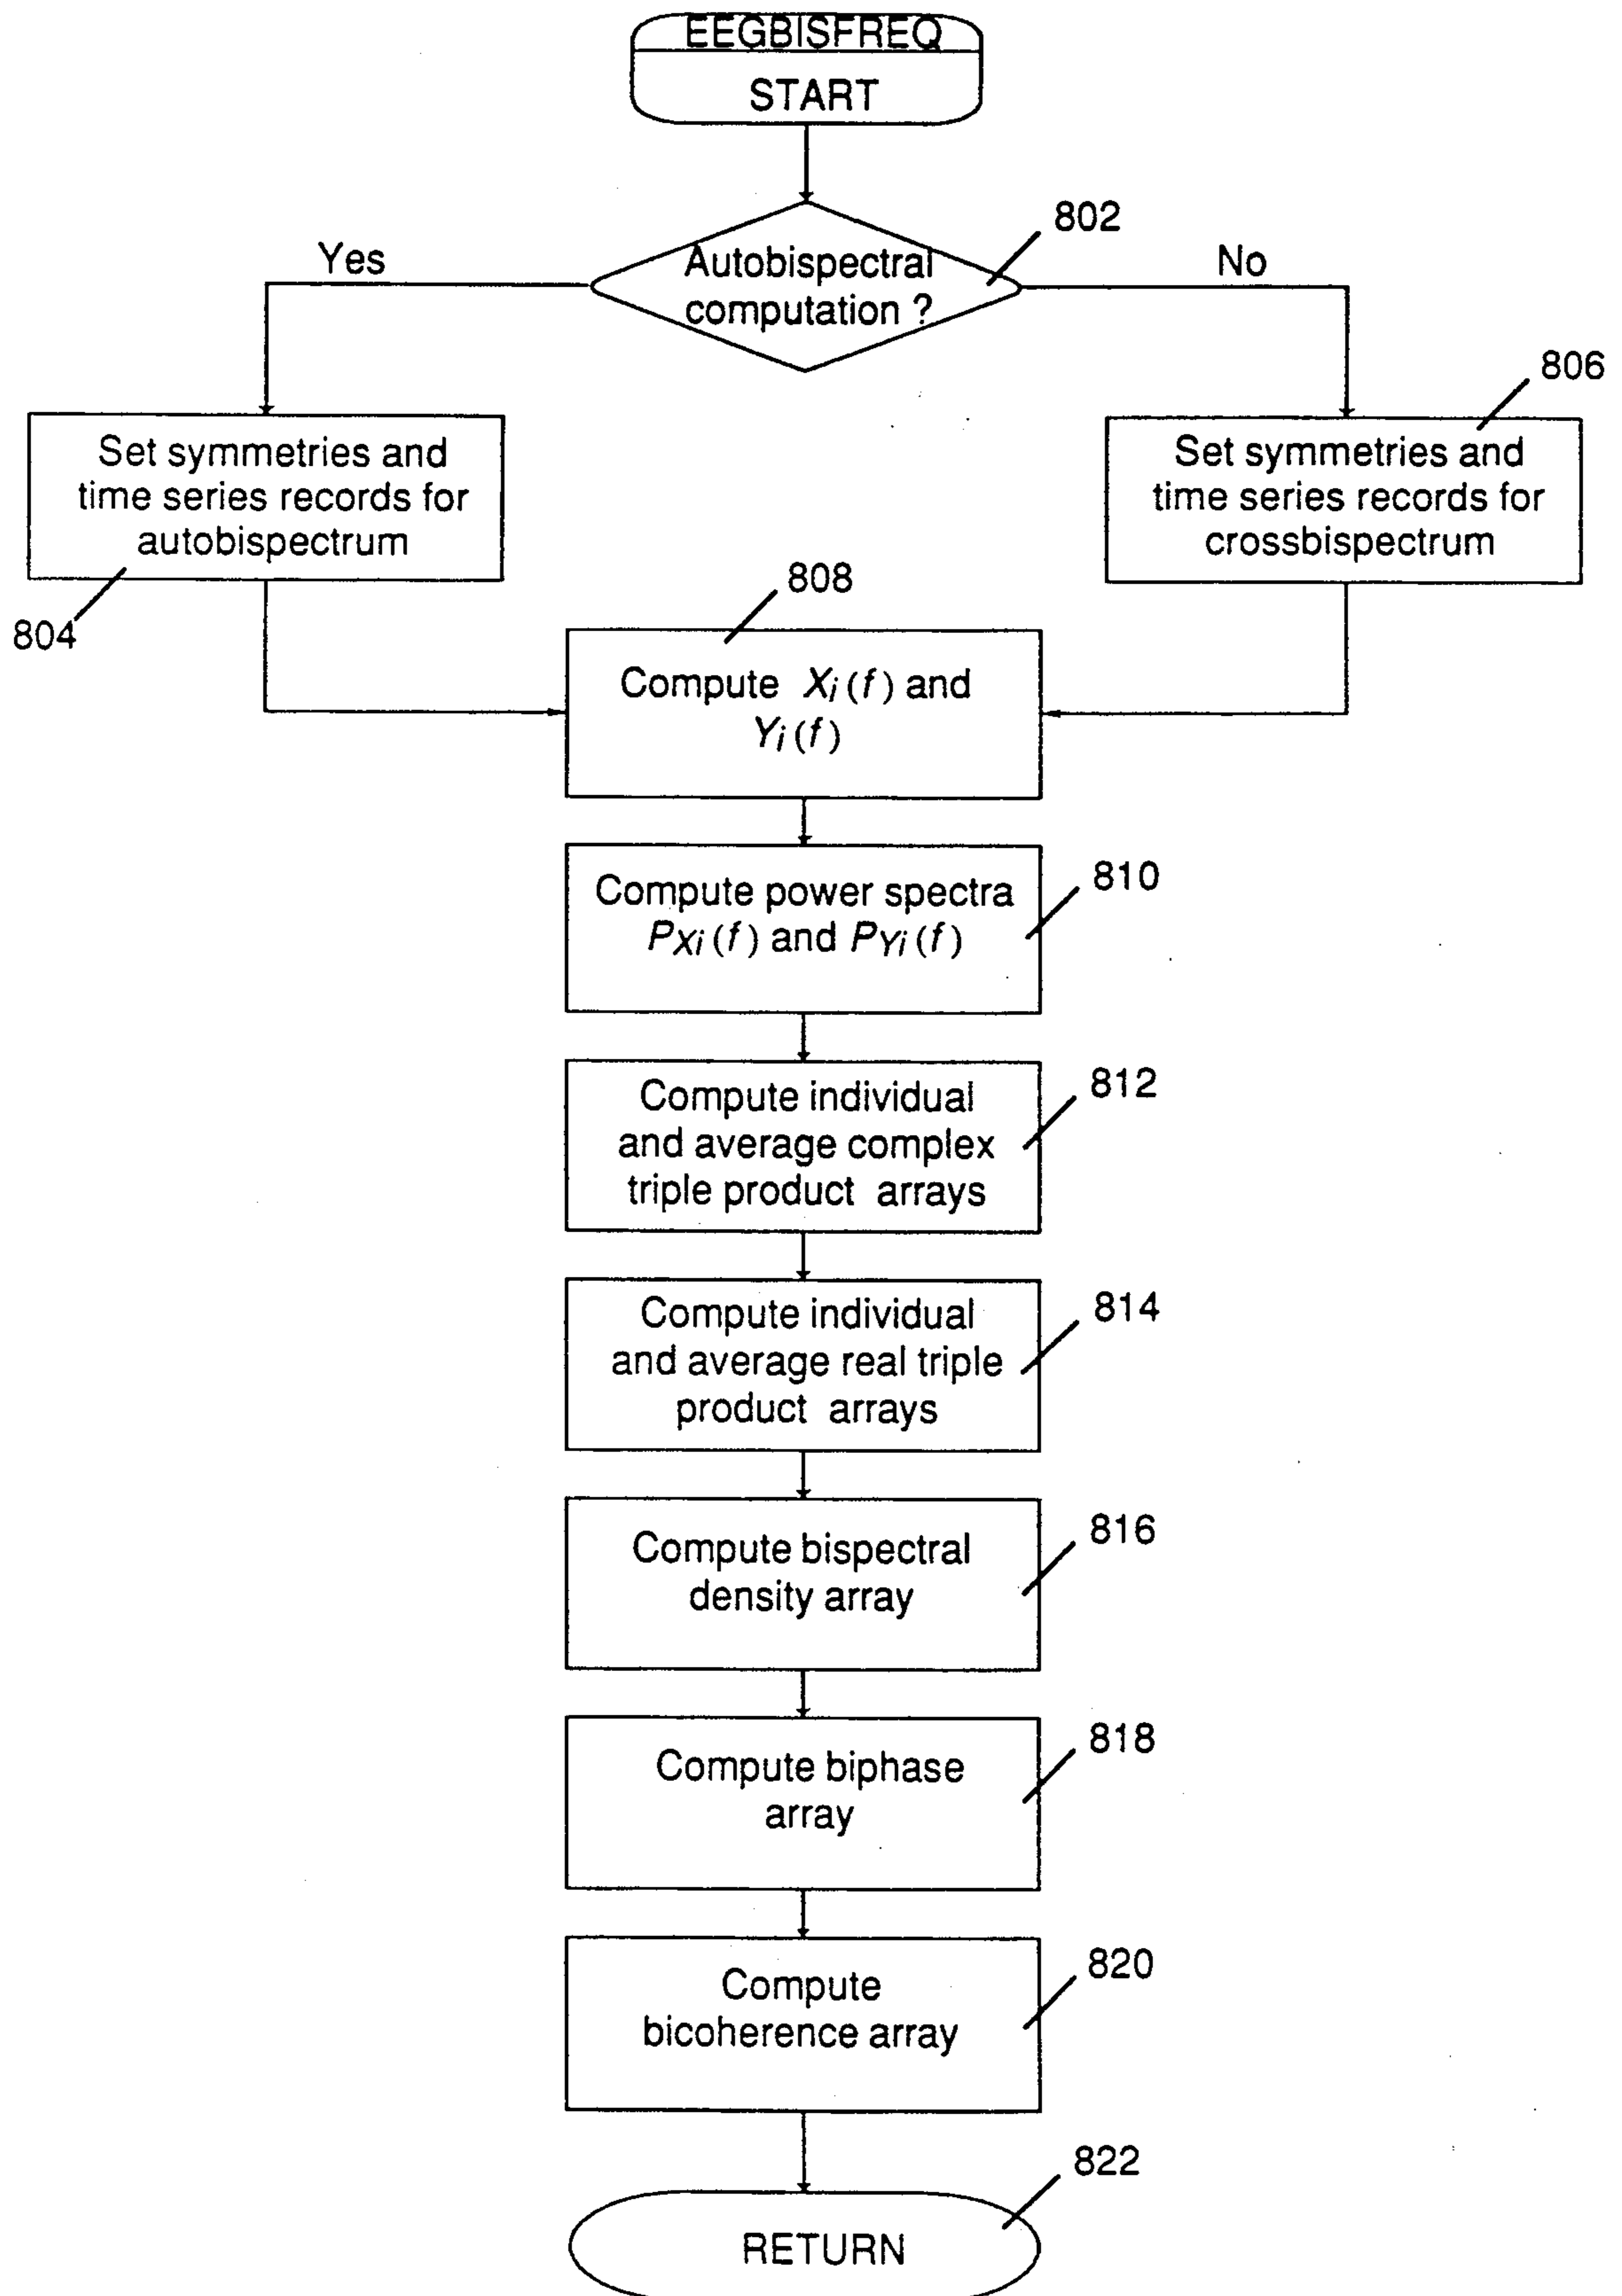 EEGBISFREQ
START
802
Autobispectral
computation ?
Yes
No
806
Set symmetries and
time series records for
autobispectrum
804
Set symmetries and
time series records for
crossbispectrum
808
Compute Xi (f) and
Yi (f)
810
Compute power spectra
PXi (f) and PYi (f)
812
Compute individual
and average complex
triple product arrays
814
Compute individual
and average real triple
product arrays
816
Compute bispectral
density array
818
Compute biphase
array
820
Compute
bicoherence array
822
RETURN